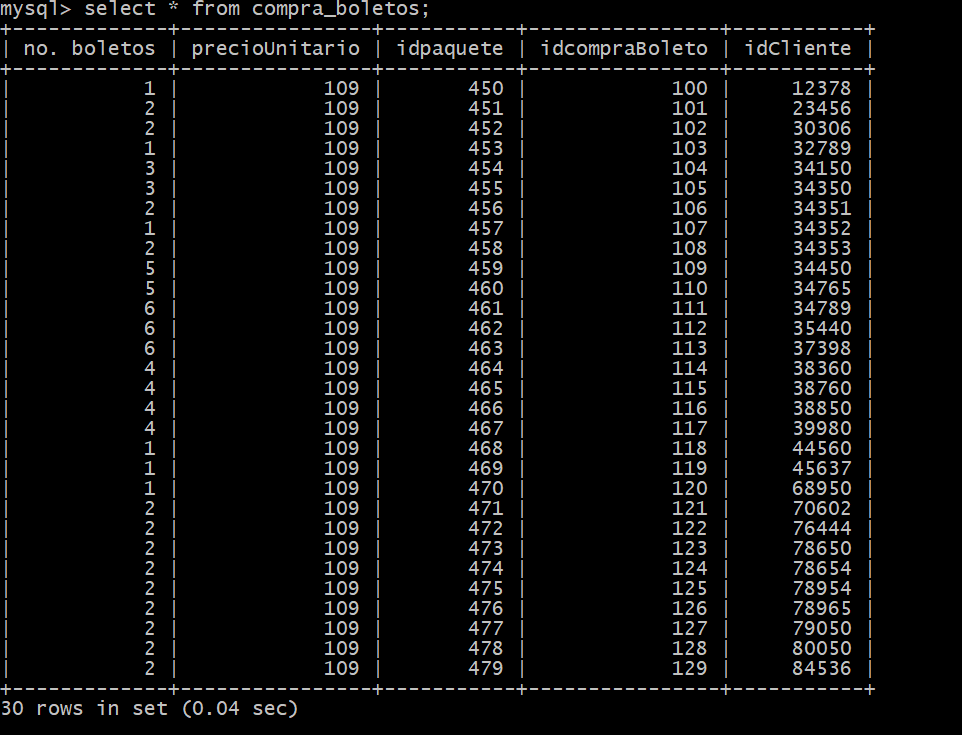 mysql> select * from compra_boletos;
+-------------+----------------+-----------+----------------+-----------+
| no. boletos | precioUnitario | idpaquete | idcompraBoleto | idCliente |
+-------------+----------------+-----------+----------------+-----------+
|           1 |            109 |       450 |            100 |     12378 |
|           2 |            109 |       451 |            101 |     23456 |
|           2 |            109 |       452 |            102 |     30306 |
|           1 |            109 |       453 |            103 |     32789 |
|           3 |            109 |       454 |            104 |     34150 |
|           3 |            109 |       455 |            105 |     34350 |
|           2 |            109 |       456 |            106 |     34351 |
|           1 |            109 |       457 |            107 |     34352 |
|           2 |            109 |       458 |            108 |     34353 |
|           5 |            109 |       459 |            109 |     34450 |
|           5 |            109 |       460 |            110 |     34765 |
|           6 |            109 |       461 |            111 |     34789 |
|           6 |            109 |       462 |            112 |     35440 |
|           6 |            109 |       463 |            113 |     37398 |
|           4 |            109 |       464 |            114 |     38360 |
|           4 |            109 |       465 |            115 |     38760 |
|           4 |            109 |       466 |            116 |     38850 |
|           4 |            109 |       467 |            117 |     39980 |
|           1 |            109 |       468 |            118 |     44560 |
|           1 |            109 |       469 |            119 |     45637 |
|           1 |            109 |       470 |            120 |     68950 |
|           2 |            109 |       471 |            121 |     70602 |
|           2 |            109 |       472 |            122 |     76444 |
|           2 |            109 |       473 |            123 |     78650 |
|           2 |            109 |       474 |            124 |     78654 |
|           2 |            109 |       475 |            125 |     78954 |
|           2 |            109 |       476 |            126 |     78965 |
|           2 |            109 |       477 |            127 |     79050 |
|           2 |            109 |       478 |            128 |     80050 |
|           2 |            109 |       479 |            129 |     84536 |
+-------------+----------------+-----------+----------------+-----------+
30 rows in set (0.04 sec)